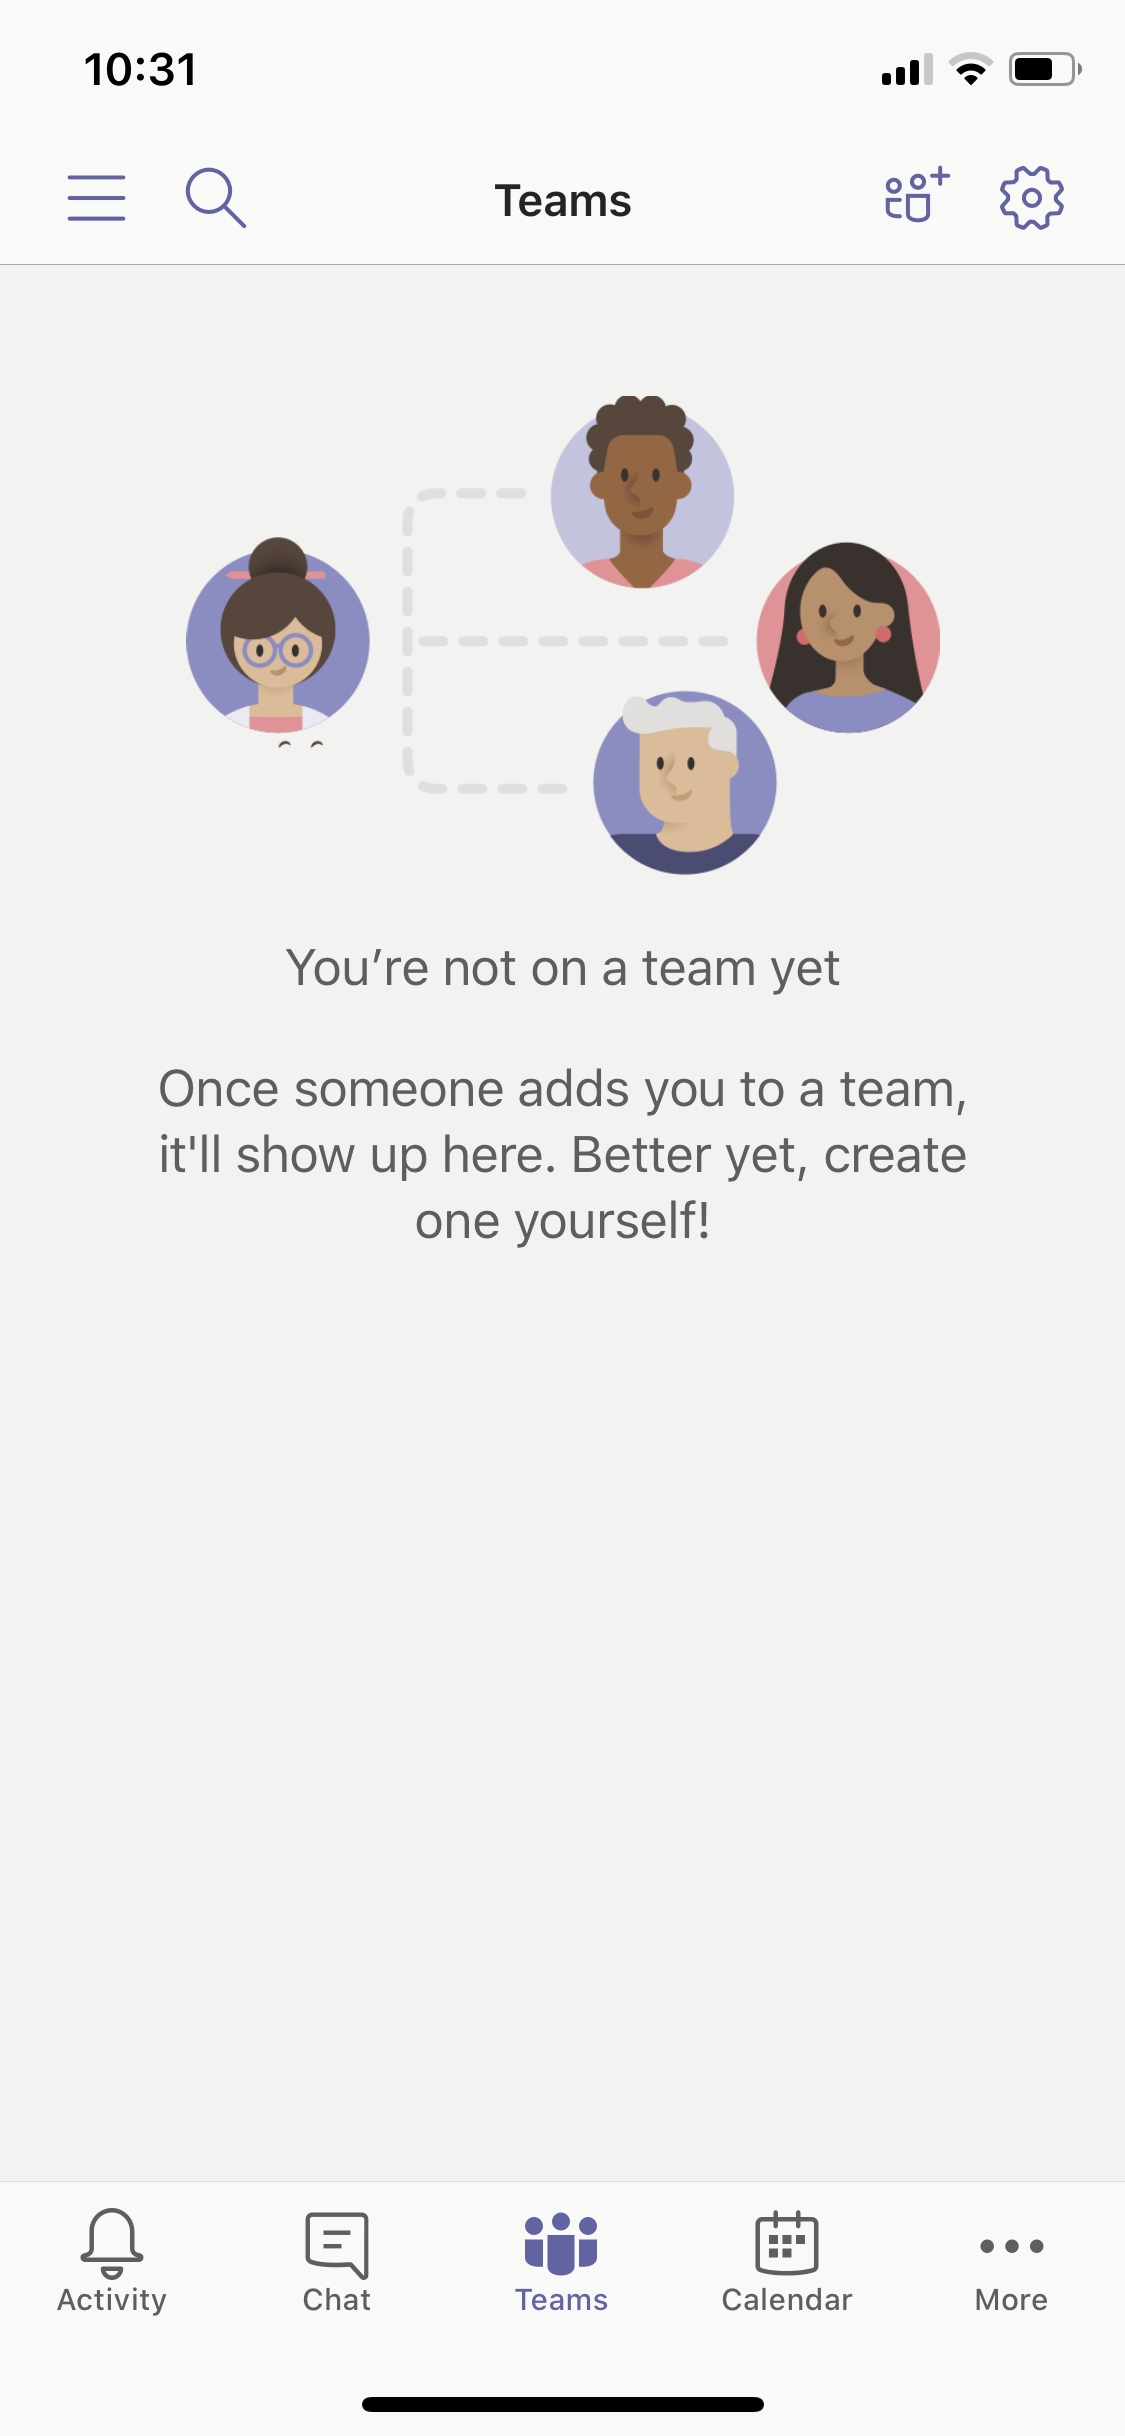 10:31
Teams
You’re not on a team yet
Once someone adds you to a team,
it'll show up here. Better yet, create
one yourself!
Activity
Chat
Teams
Calendar
More